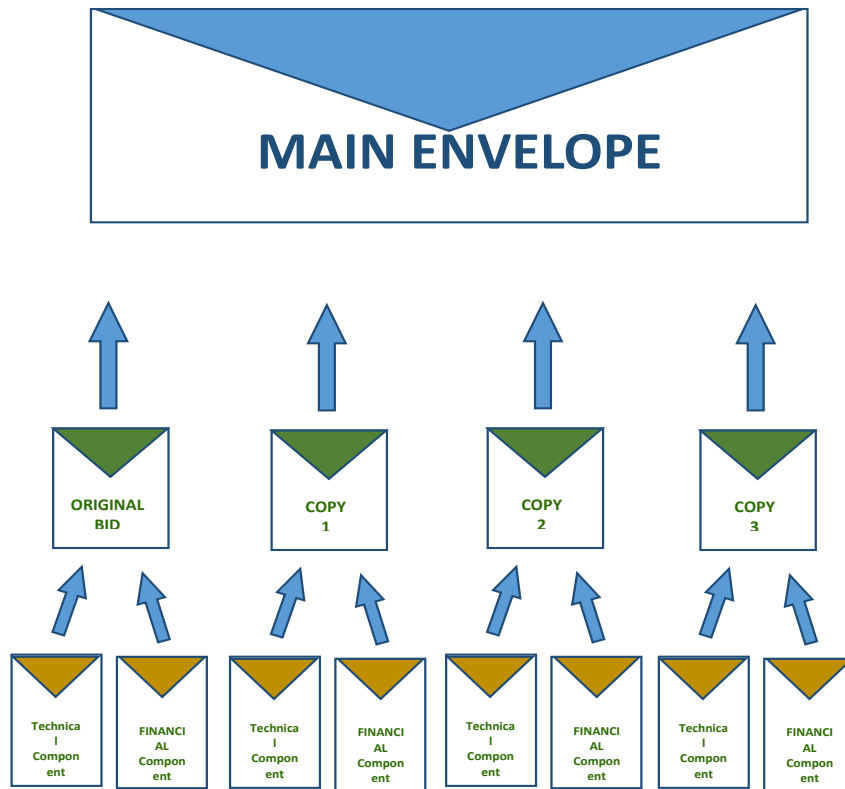 MAIN ENVELOPE
ORIGINAL
BID
COPY
1
COPY
2
COPY
3
Technica
l
Compon
ent
FINANCI
AL
Compon
ent
Technica
l
Compon
ent
FINANCI
AL
Compon
ent
Technica
l
Compon
ent
FINANCI
AL
Compon
ent
Technica
l
Compon
ent
FINANCI
AL
Compon
ent